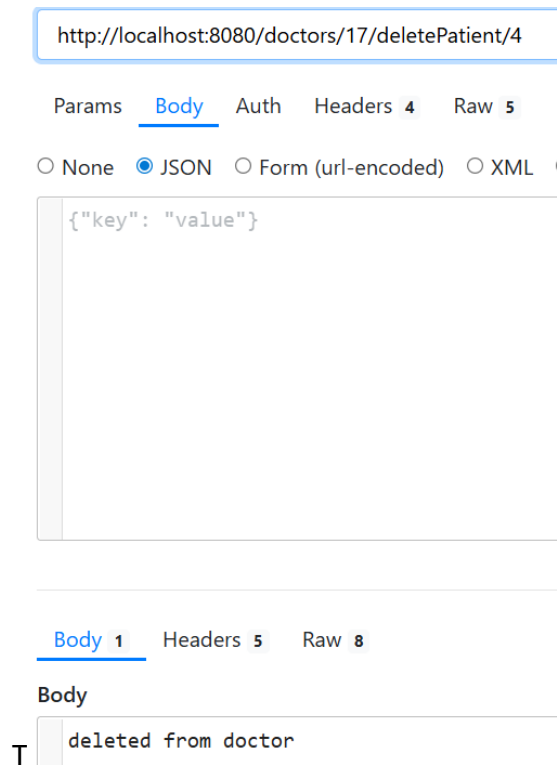 http://localhost:8080/doctors/17/deletePatient/4
Params Body Auth Headers 4 Raw 5
None JSON Form (url-encoded) XML
{"key": "value"}
Body 1 Headers 5 Raw 8
Body
deleted from doctor